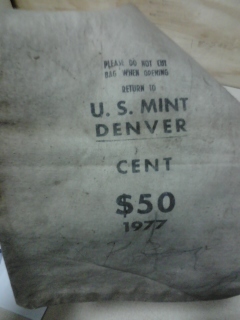 PLEASE DO NOT CUT
BAG WHEN OPENING
RETURN TO
U. S. MINT
DENVER
CENT
$50
1977